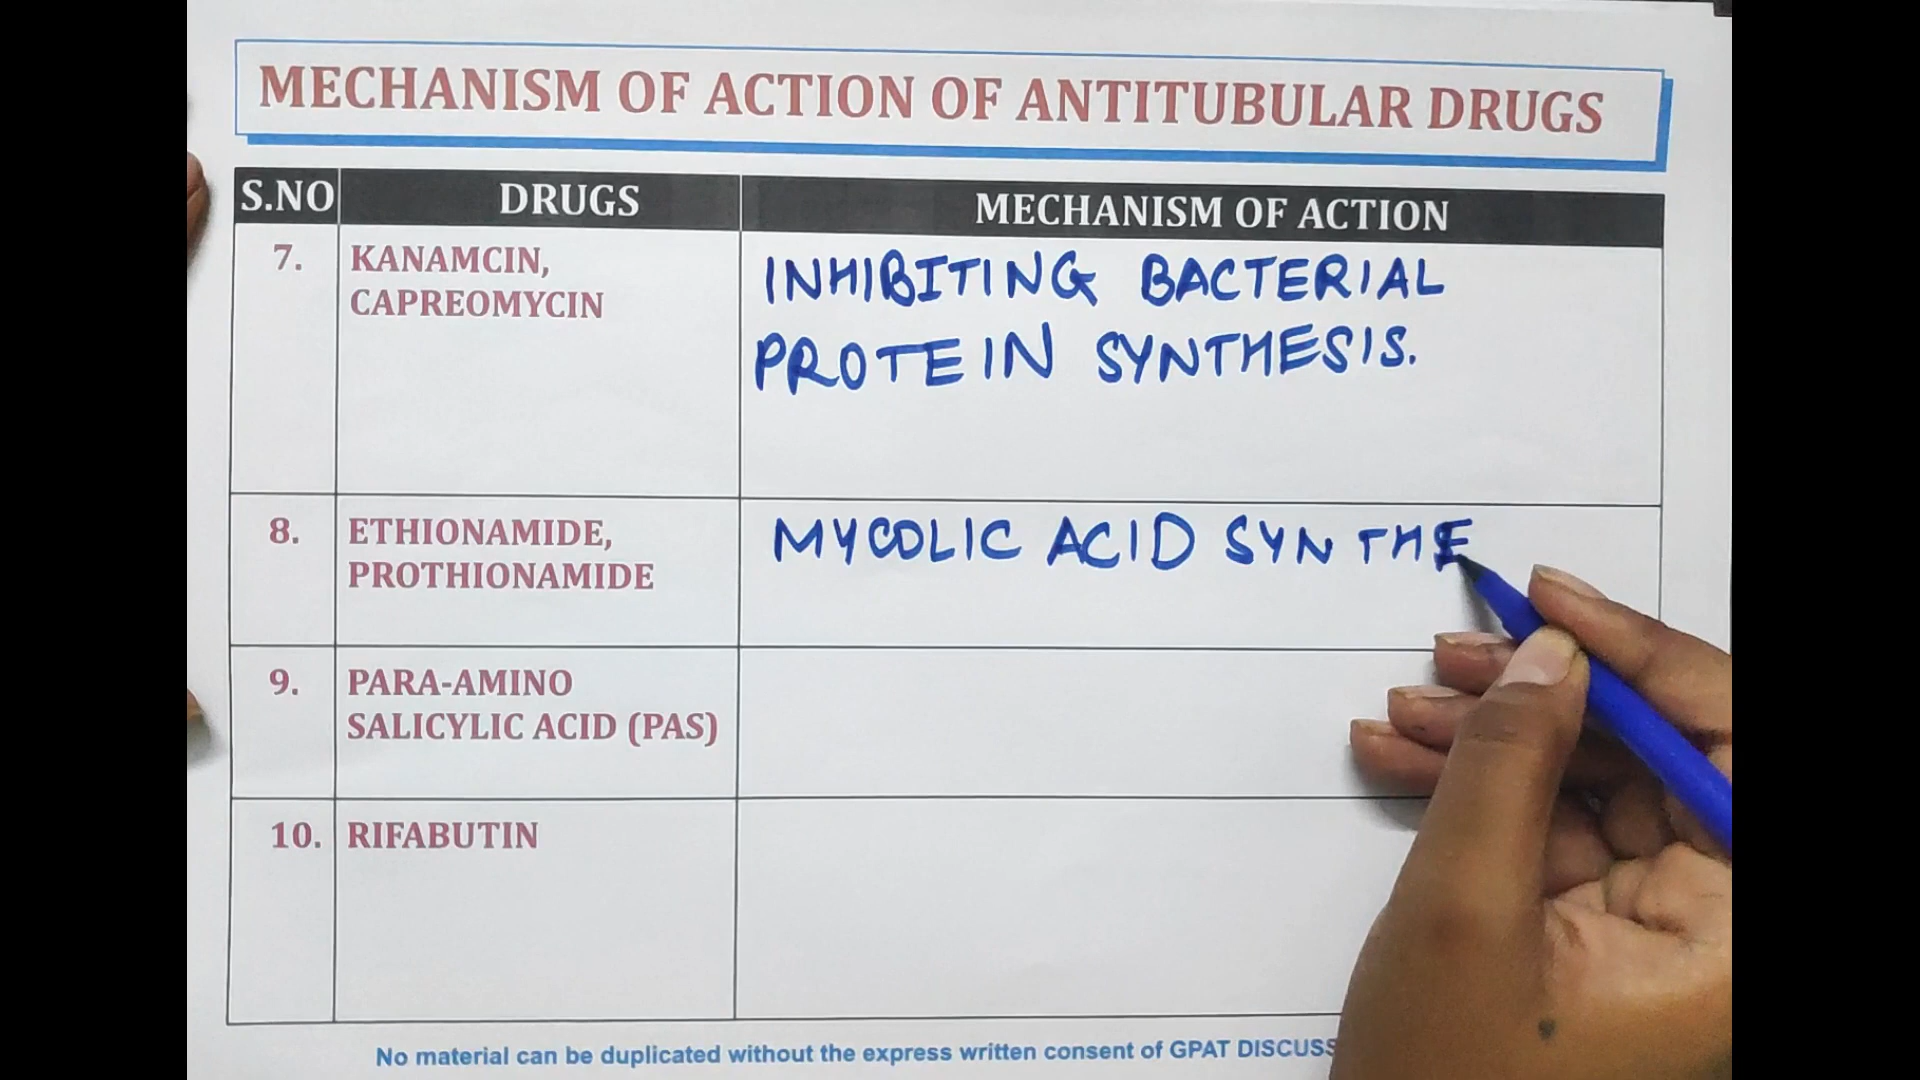 MECHANISM OF ACTION OF ANTITUBULAR DRUGS
S.NO DRUGS MECHANISM OF ACTION
7. KANAMCIN, INHIBITING BACTERIAL
CAPREOMYCIN PROTEIN SYNTHESIS.
8. ETHIONAMIDE, MYCOLIC ACID SYNTHE
PROTHIONAMIDE
9. PARA-AMINO
SALICYLIC ACID (PAS)
10. RIFABUTIN
No material can be duplicated without the express written consent of GPAT DISCUSS